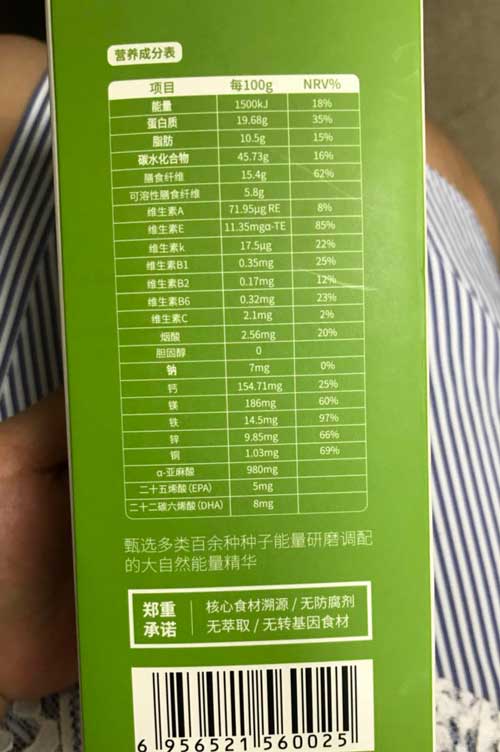 营养成分表
项目 每100g NRV%
能量 1500kJ 18%
蛋白质 19.68g 35%
脂肪 10.5g 15%
碳水化合物 45.73g 16%
膳食纤维 15.4g 62%
可溶性膳食纤维 5.8g
维生素A 71.95μg RE 8%
维生素E 11.35mgα-TE 85%
维生素k 17.5μg 22%
维生素B1 0.35mg 25%
维生素B2 0.17mg 12%
维生素B6 0.32mg 23%
维生素C 2.1mg 2%
烟酸 2.56mg 20%
胆固醇 0
钠 7mg 0%
钙 154.71mg 25%
镁 186mg 60%
铁 14.5mg 97%
锌 9.85mg 66%
铜 1.03mg 69%
α-亚麻酸 980mg
二十五烯酸(EPA) 5mg
二十二碳六烯酸(DHA) 8mg
甄选多类百余种种子能量研磨调配
的大自然能量精华
郑重 承诺
核心食材溯源 / 无防腐剂
无萃取 / 无转基因食材
6 956521 560025